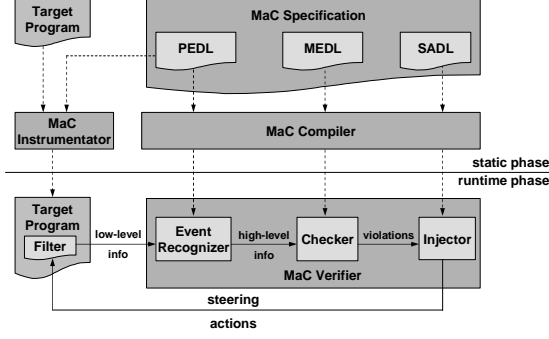 Target
Program
MaC Specification
PEDL
MEDL
SADL
MaC
Instrumentator
MaC Compiler
static phase
runtime phase
Target
Program
Filter
low-level
info
Event
Recognizer
high-level
info
Checker
violations
Injector
MaC Verifier
steering
actions